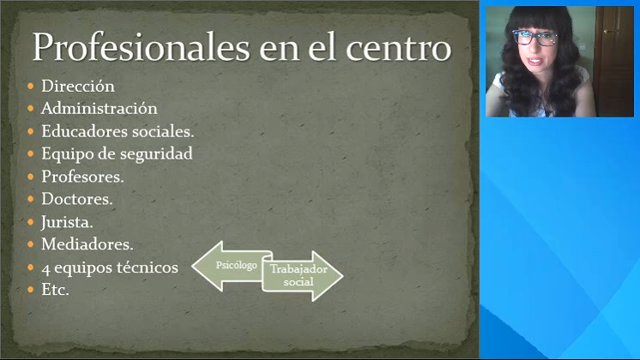 Profesionales en el centro
Dirección
Administración
Educadores sociales.
Equipo de seguridad
Profesores.
Doctores.
Jurista.
Mediadores.
4 equipos técnicos
Psicólogo
Trabajador
social
Etc.